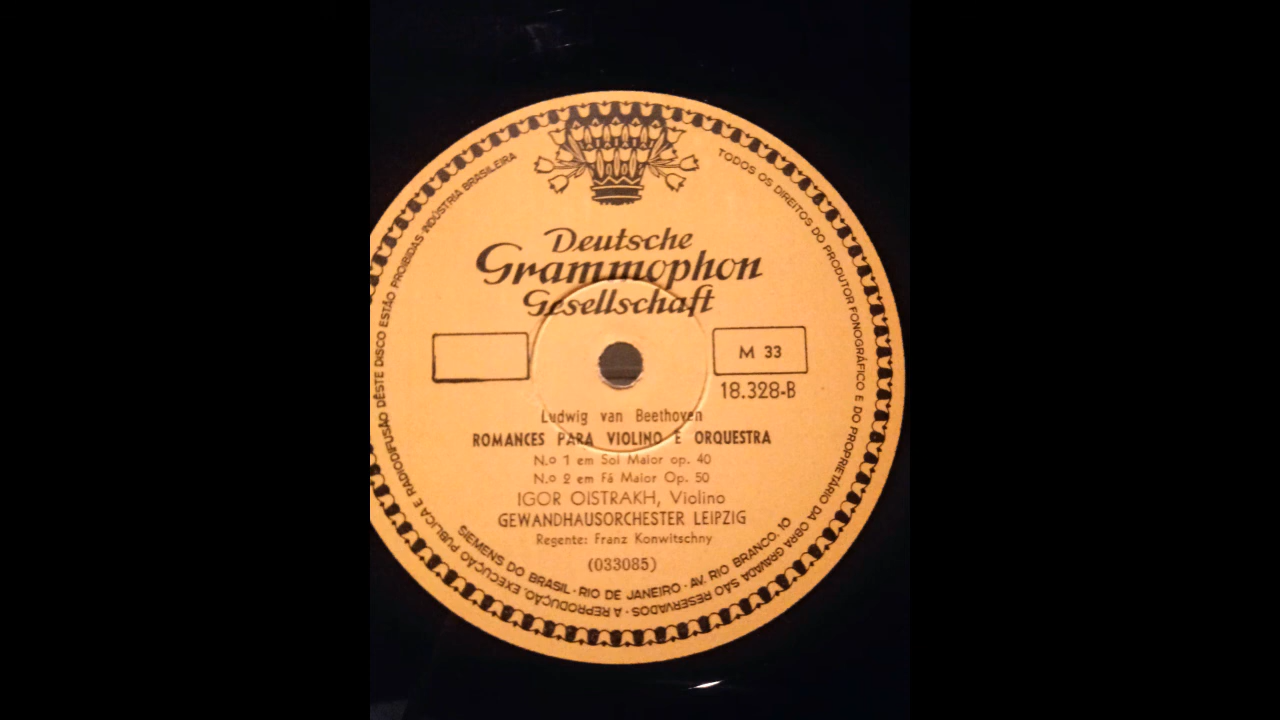 Deutsche
Grammophon
Gesellschaft
M 33
18.328-B
Ludwig van Beethoven
ROMANCES PARA VIOLINO E ORQUESTRA
N.o 1 em Sol Maior op. 40
N.o 2 em Fá Maior Op. 50
IGOR OISTRAKH, Violino
GEWANDHAUSORCHESTER LEIPZIG
Regente: Franz Konwitschny
(033085)
SIEMENS DO BRASIL · RIO DE JANEIRO · AV. RIO BRANCO, 10
TODOS OS DIREITOS DO PRODUTOR FONOGRÁFICO E DO PROPRIETÁRIO DA OBRA GRAVADA SÃO RESERVADOS · A REPRODUÇÃO, EXECUÇÃO PÚBLICA E RADIODIFUSÃO DÊSTE DISCO ESTÃO PROIBIDAS INDÚSTRIA BRASILEIRA